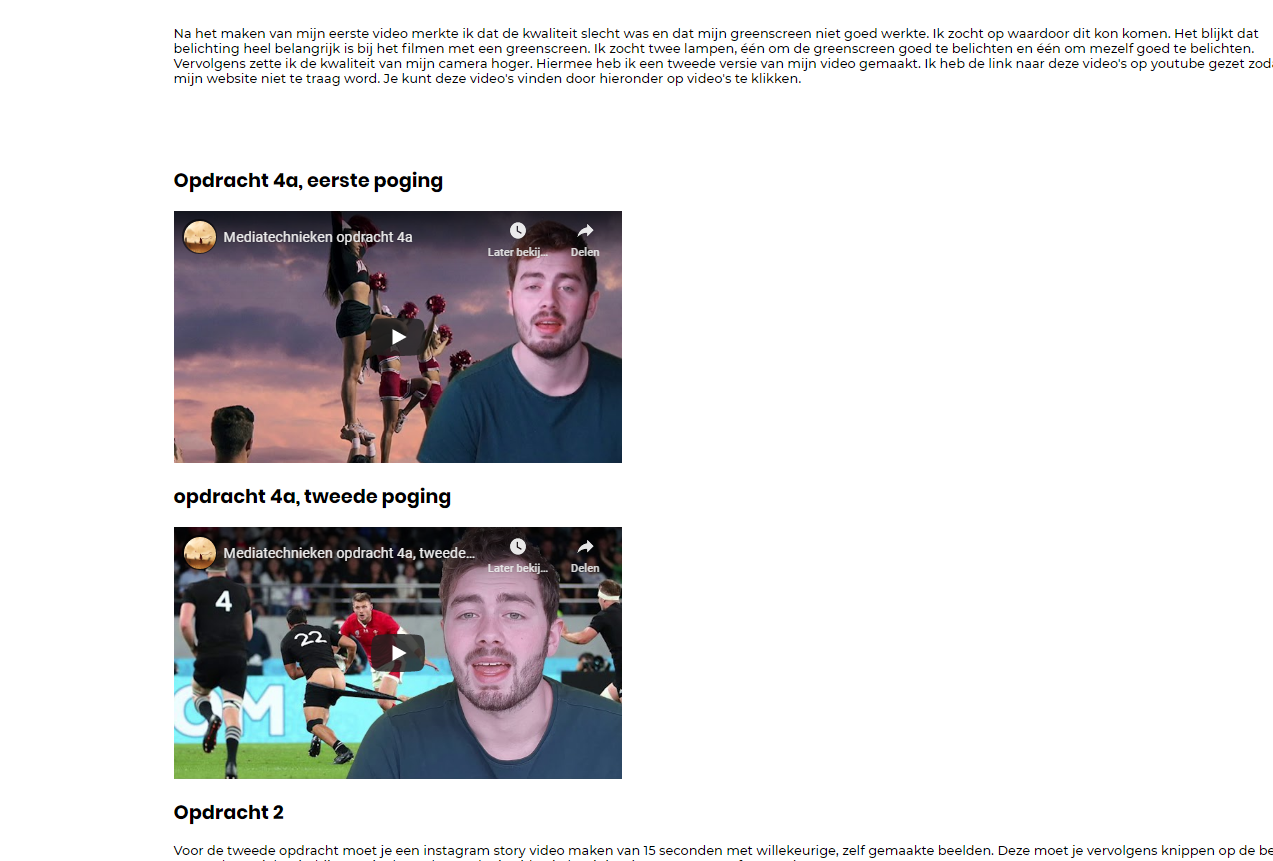 Na het maken van mijn eerste video merkte ik dat de kwaliteit slecht was en dat mijn greenscreen niet goed werkte. Ik zocht op waardoor dit kon komen. Het blijkt dat
belichting heel belangrijk is bij het filmen met een greenscreen. Ik zocht twee lampen, één om de greenscreen goed te belichten en één om mezelf goed te belichten.
Vervolgens zette ik de kwaliteit van mijn camera hoger. Hiermee heb ik een tweede versie van mijn video gemaakt. Ik heb de link naar deze video's op youtube gezet
mijn website niet te traag word. Je kunt deze video's vinden door hieronder op video's te klikken.
Opdracht 4a, eerste poging
Mediatechnieken opdracht 4a
Later bekij...
Delen
opdracht 4a, tweede poging
Mediatechnieken opdracht 4a, tweede...
Later bekij...
Delen
4
22
OM
Opdracht 2
Voor de tweede opdracht moet je een instagram story video maken van 15 seconden met willekeurige, zelf gemaakte beelden. Deze moet je vervolgens knippen op de